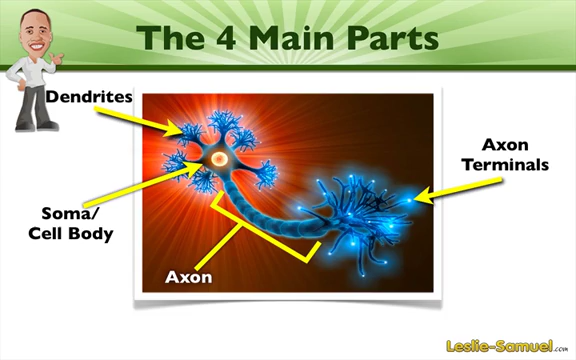 The 4 Main Parts
Dendrites
Axon
Terminals
Soma/
Cell Body
Axon
Leslie-Samuel.com